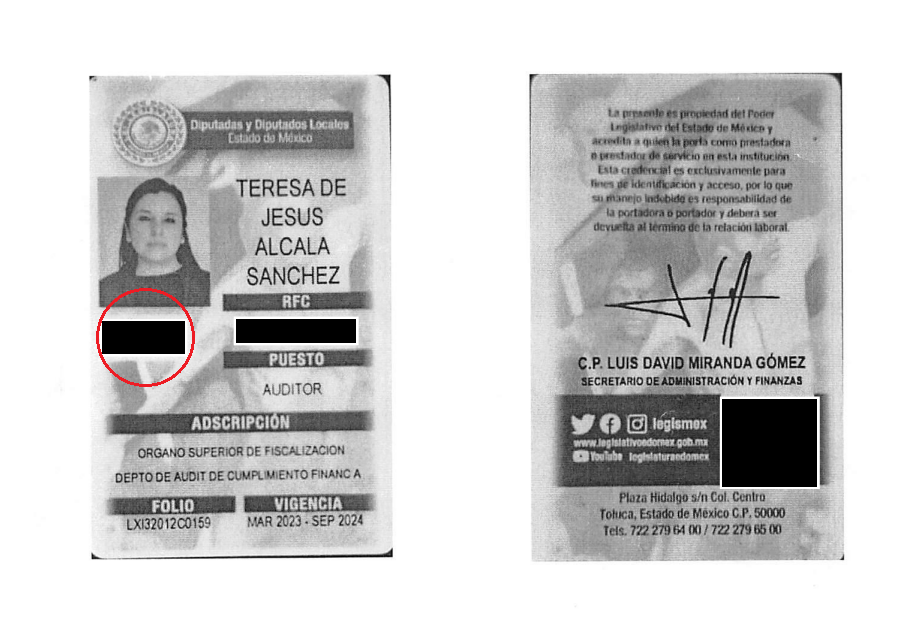 Diputadas y Diputados Locales
Estado de México
TERESA DE
JESUS
ALCALA
SANCHEZ
RFC
PUESTO
AUDITOR
ADSCRIPCIÓN
ORGANO SUPERIOR DE FISCALIZACION
DEPTO DE AUDIT DE CUMPLIMIENTO FINANC A
FOLIO
LXI32012C0159
VIGENCIA
MAR 2023 - SEP 2024
La presente es propiedad del Poder
Legislativo del Estado de México y
acredita a quien la porta como prestadora
o prestador de servicio en esta institución.
Esta credencial es exclusivamente para
fines de identificación y acceso, por lo que
su manejo indebido es responsabilidad de
la portadora o portador y deberá ser
devuelta al término de la relación laboral.
C.P. LUIS DAVID MIRANDA GÓMEZ
SECRETARIO DE ADMINISTRACIÓN Y FINANZAS
legismex
www.legislativoedomex.gob.mx
YouTube legislaturaedomex
Plaza Hidalgo s/n Col. Centro
Toluca, Estado de México C.P. 50000
Tels. 722 279 64 00 / 722 279 65 00